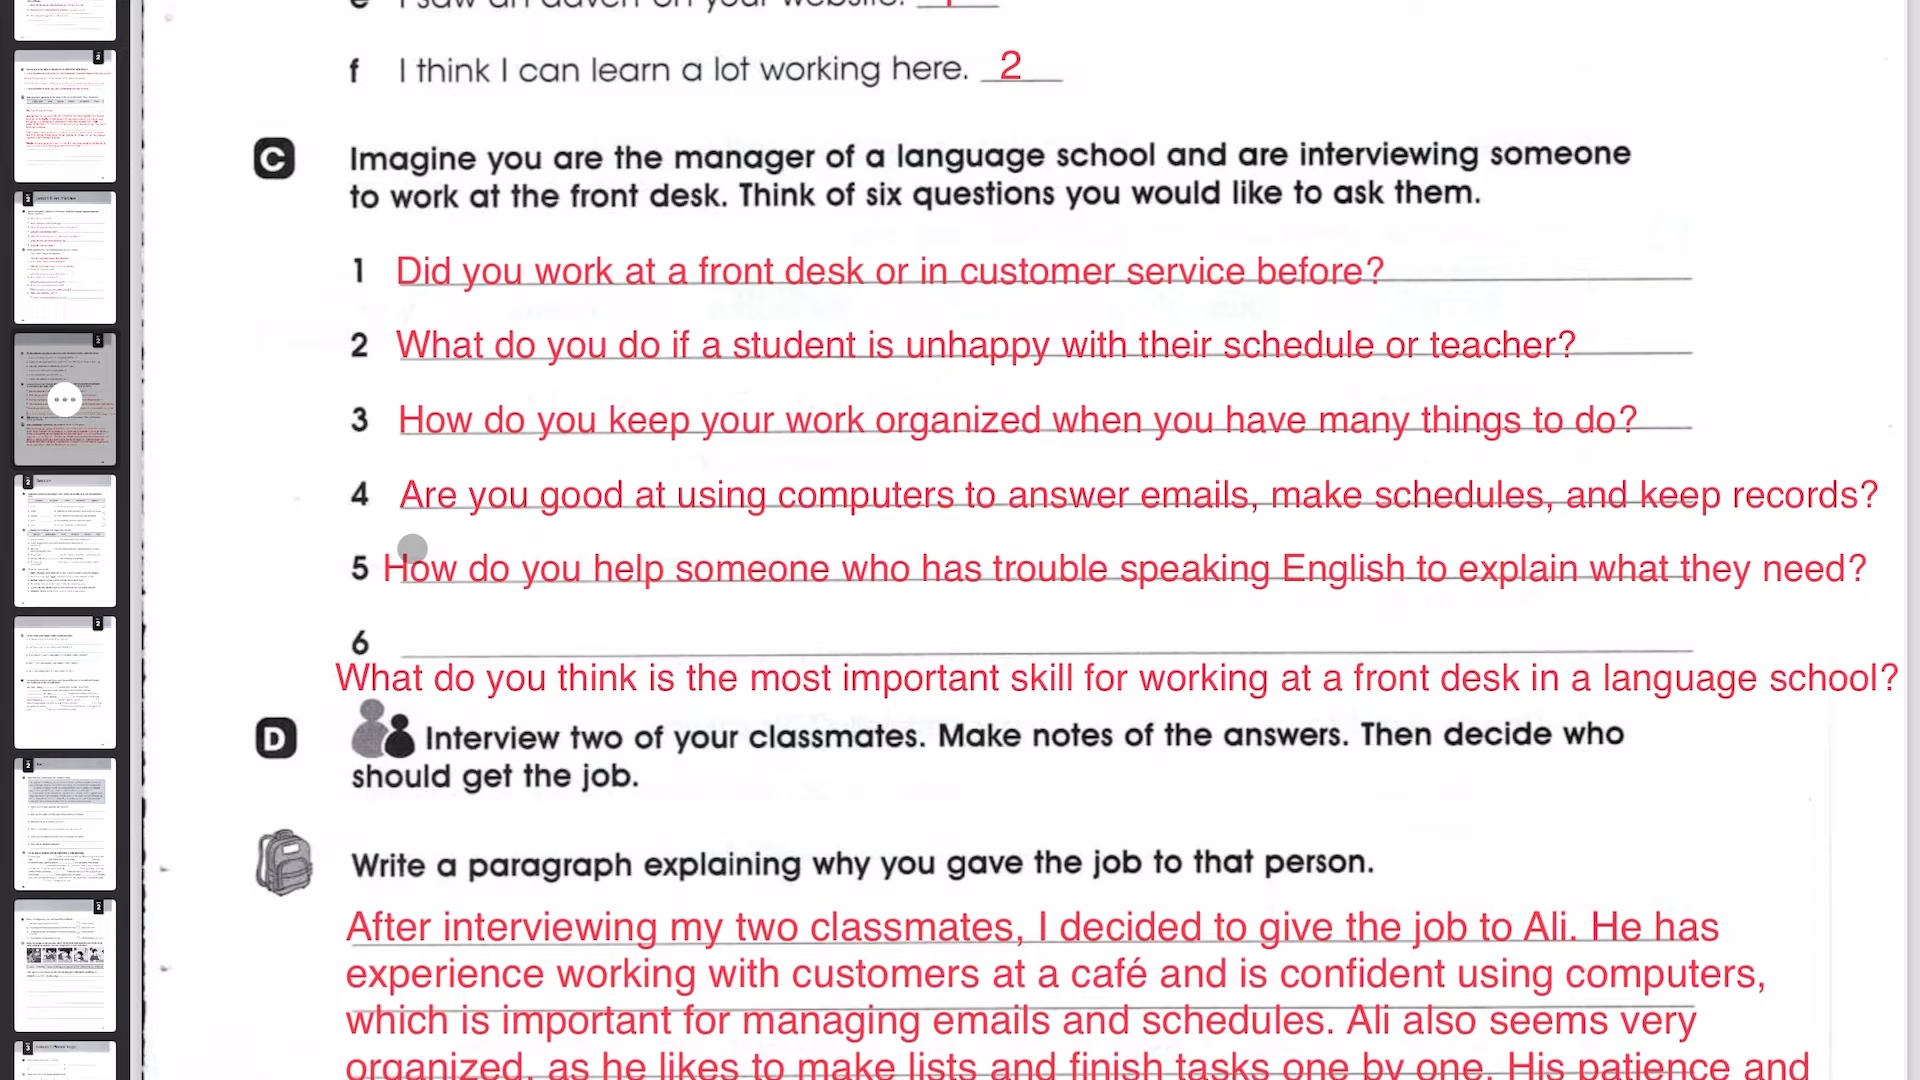 e I saw an advert on your website.
f I think I can learn a lot working here. 2
C Imagine you are the manager of a language school and are interviewing someone
to work at the front desk. Think of six questions you would like to ask them.
1 Did you work at a front desk or in customer service before?
2 What do you do if a student is unhappy with their schedule or teacher?
3 How do you keep your work organized when you have many things to do?
4 Are you good at using computers to answer emails, make schedules, and keep records?
5 How do you help someone who has trouble speaking English to explain what they need?
6
What do you think is the most important skill for working at a front desk in a language school?
D Interview two of your classmates. Make notes of the answers. Then decide who
should get the job.
Write a paragraph explaining why you gave the job to that person.
After interviewing my two classmates, I decided to give the job to Ali. He has
experience working with customers at a café and is confident using computers,
which is important for managing emails and schedules. Ali also seems very
organized, as he likes to make lists and finish tasks one by one. His patience and